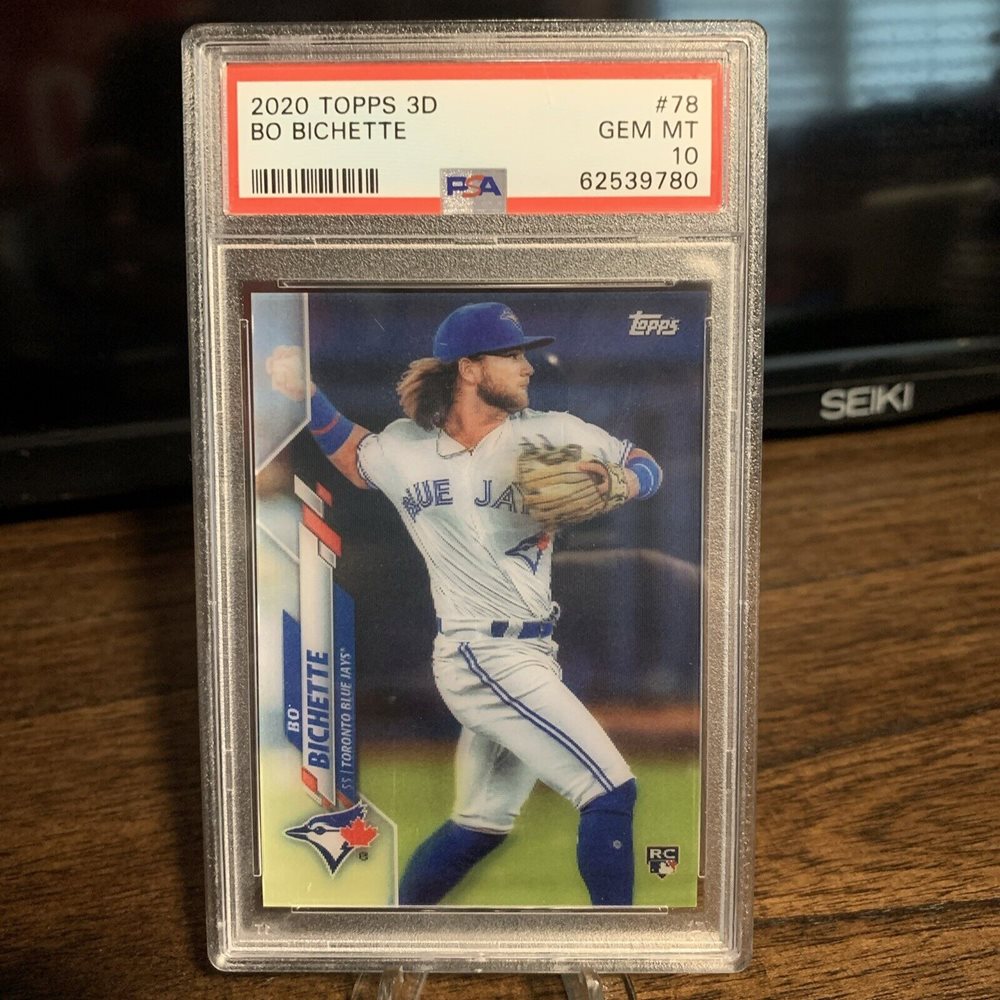 2020 TOPPS 3D #78
BO BICHETTE GEM MT
10
PSA 62539780
Topps
BLUE JAY
BO
BICHETTE
SS | TORONTO BLUE JAYS®
RC
SEIKI